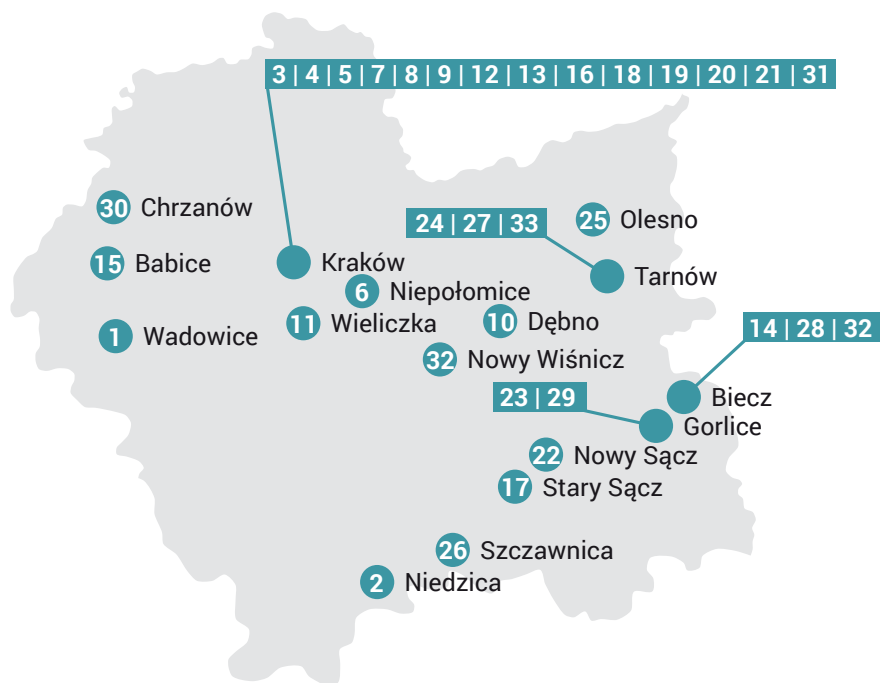 3 | 4 | 5 | 7 | 8 | 9 | 12 | 13 | 16 | 18 | 19 | 20 | 21 | 31
30 Chrzanów
25 Olesno
24 | 27 | 33
15 Babice
Kraków
Tarnów
6 Niepołomice
11 Wieliczka
10 Dębno
1 Wadowice
14 | 28 | 32
32 Nowy Wiśnicz
23 | 29
Biecz
Gorlice
22 Nowy Sącz
17 Stary Sącz
26 Szczawnica
2 Niedzica